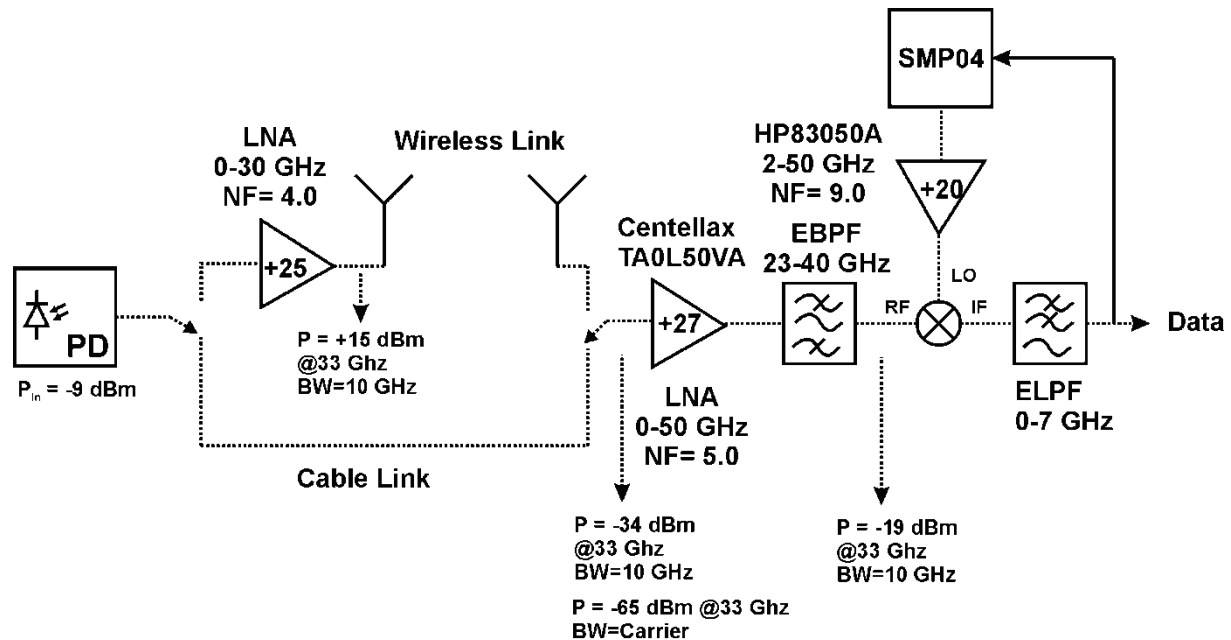 SMP04
LNA
0-30 GHz
NF= 4.0
Wireless Link
HP83050A
2-50 GHz
NF= 9.0
+20
Centellax
TA0L50VA
EBPF
23-40 GHz
+25
PD
P_In = -9 dBm
P = +15 dBm
@33 Ghz
BW=10 GHz
+27
LO
RF
IF
Data
LNA
0-50 GHz
NF= 5.0
ELPF
0-7 GHz
Cable Link
P = -34 dBm
@33 Ghz
BW=10 GHz
P = -65 dBm @33 Ghz
BW=Carrier
P = -19 dBm
@33 Ghz
BW=10 GHz